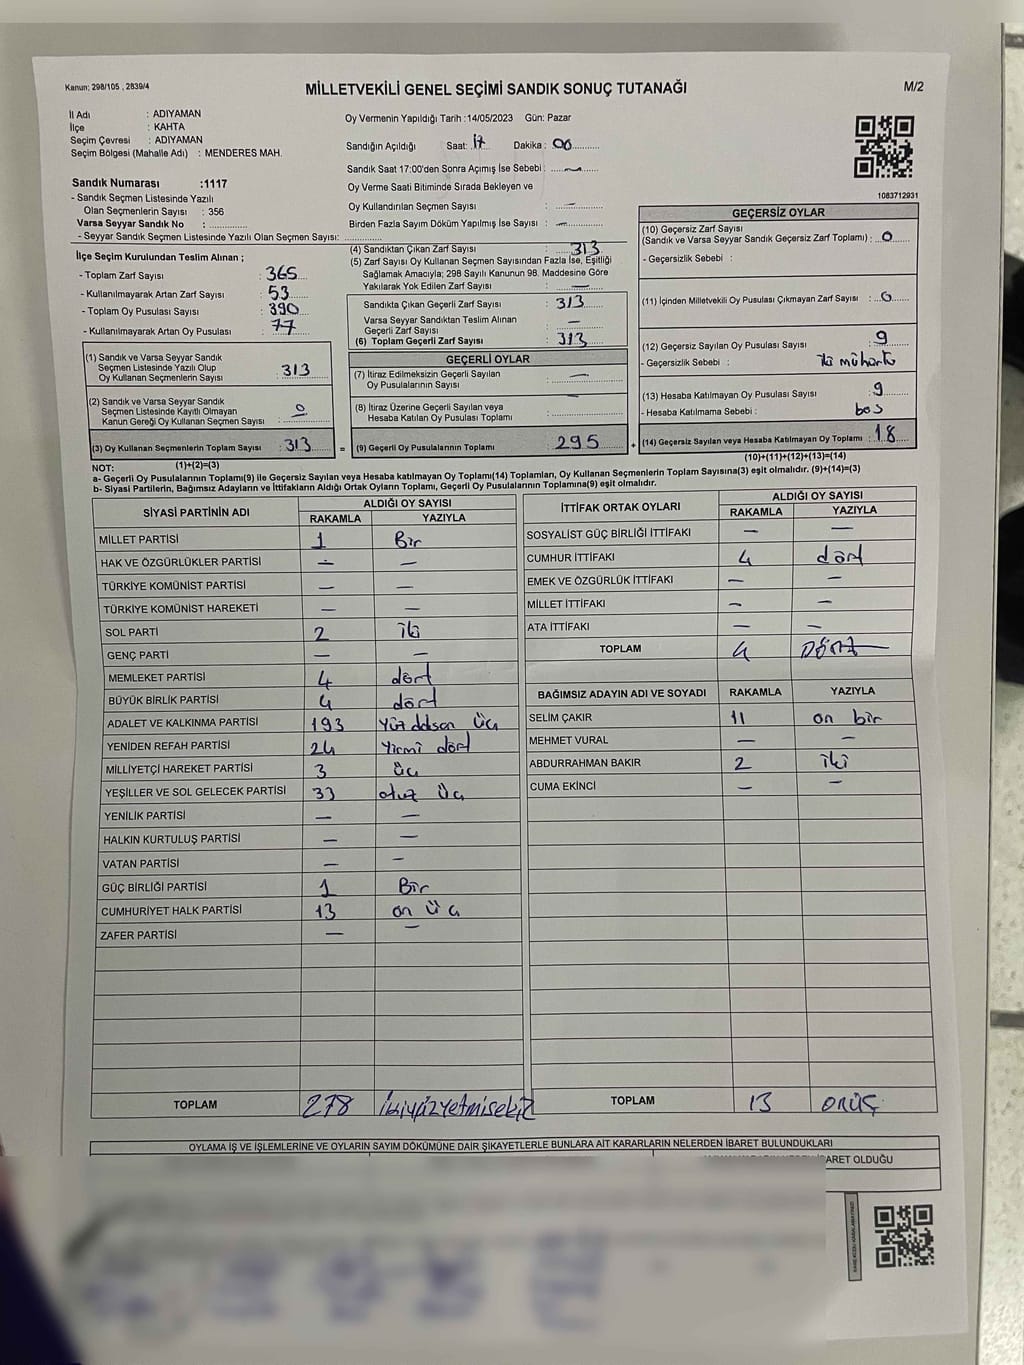 Kanun; 298/105 , 2839/4
MİLLETVEKİLİ GENEL SEÇİMİ SANDIK SONUÇ TUTANAĞI
M/2
İl Adı : ADIYAMAN
İlçe : KAHTA
Seçim Çevresi : ADIYAMAN
Seçim Bölgesi (Mahalle Adı) : MENDERES MAH.
Sandık Numarası :1117
- Sandık Seçmen Listesinde Yazılı
Olan Seçmenlerin Sayısı : 356
Varsa Seyyar Sandık No :
- Seyyar Sandık Seçmen Listesinde Yazılı Olan Seçmen Sayısı:
İlçe Seçim Kurulundan Teslim Alınan ;
- Toplam Zarf Sayısı : 365
- Kullanılmayarak Artan Zarf Sayısı : 53
- Toplam Oy Pusulası Sayısı : 390
- Kullanılmayarak Artan Oy Pusulası : 77
Oy Vermenin Yapıldığı Tarih :14/05/2023 Gün: Pazar
Sandığın Açıldığı Saat: 17 Dakika : 00
Sandık Saat 17:00'den Sonra Açımış İse Sebebi : —
Oy Verme Saati Bitiminde Sırada Bekleyen ve
Oy Kullandırılan Seçmen Sayısı : —
Birden Fazla Sayım Döküm Yapılmış İse Sayısı : —
(4) Sandıktan Çıkan Zarf Sayısı : 313
(5) Zarf Sayısı Oy Kullanan Seçmen Sayısından Fazla İse, Eşitliği
Sağlamak Amacıyla; 298 Sayılı Kanunun 98. Maddesine Göre
Yakılarak Yok Edilen Zarf Sayısı : —
Sandıkta Çıkan Geçerli Zarf Sayısı : 313
Varsa Seyyar Sandıktan Teslim Alınan
Geçerli Zarf Sayısı : —
(6) Toplam Geçerli Zarf Sayısı : 313
1083712931
GEÇERSİZ OYLAR
(10) Geçersiz Zarf Sayısı
(Sandık ve Varsa Seyyar Sandık Geçersiz Zarf Toplamı) : 0
- Geçersizlik Sebebi :
(11) İçinden Milletvekili Oy Pusulası Çıkmayan Zarf Sayısı : 0
(12) Geçersiz Sayılan Oy Pusulası Sayısı : 9
- Geçersizlik Sebebi : iki mühürlü
(13) Hesaba Katılmayan Oy Pusulası Sayısı : 9
- Hesaba Katılmama Sebebi : boş
(14) Geçersiz Sayılan veya Hesaba Katılmayan Oy Toplamı : 18
(10)+(11)+(12)+(13)=(14)
(1) Sandık ve Varsa Seyyar Sandık
Seçmen Listesinde Yazılı Olup
Oy Kullanan Seçmenlerin Sayısı : 313
(2) Sandık ve Varsa Seyyar Sandık
Seçmen Listesinde Kayıtlı Olmayan
Kanun Gereği Oy Kullanan Seçmen Sayısı : 0
(3) Oy Kullanan Seçmenlerin Toplam Sayısı : 313 =
(1)+(2)=(3)
GEÇERLİ OYLAR
(7) İtiraz Edilmeksizin Geçerli Sayılan
Oy Pusulalarının Sayısı : —
(8) İtiraz Üzerine Geçerli Sayılan veya
Hesaba Katılan Oy Pusulası Toplamı :
(9) Geçerli Oy Pusulalarının Toplamı : 295 +
NOT:
a- Geçerli Oy Pusulalarının Toplamı(9) ile Geçersiz Sayılan veya Hesaba Katılmayan Oy Toplamı(14) Toplamları, Oy Kullanan Seçmenlerin Toplam Sayısına(3) eşit olmalıdır. (9)+(14)=(3)
b- Siyasi Partilerin, Bağımsız Adayların ve İttifakların Aldığı Ortak Oyların Toplamı, Geçerli Oy Pusulalarının Toplamına(9) eşit olmalıdır.
SİYASİ PARTİNİN ADI ALDIĞI OY SAYISI
RAKAMLA YAZIYLA
MİLLET PARTİSİ 1 Bir
HAK VE ÖZGÜRLÜKLER PARTİSİ — —
TÜRKİYE KOMÜNİST PARTİSİ — —
TÜRKİYE KOMÜNİST HAREKETİ — —
SOL PARTİ 2 iki
GENÇ PARTİ — —
MEMLEKET PARTİSİ 4 dört
BÜYÜK BİRLİK PARTİSİ 4 dört
ADALET VE KALKINMA PARTİSİ 193 Yüz doksan üç
YENİDEN REFAH PARTİSİ 24 Yirmi dört
MİLLİYETÇİ HAREKET PARTİSİ 3 üç
YEŞİLLER VE SOL GELECEK PARTİSİ 33 otuz üç
YENİLİK PARTİSİ — —
HALKIN KURTULUŞ PARTİSİ — —
VATAN PARTİSİ — —
GÜÇ BİRLİĞİ PARTİSİ 1 Bir
CUMHURİYET HALK PARTİSİ 13 on üç
ZAFER PARTİSİ — —
TOPLAM 278 İkiyüzyetmişsekiz
İTTİFAK ORTAK OYLARI ALDIĞI OY SAYISI
RAKAMLA YAZIYLA
SOSYALİST GÜÇ BİRLİĞİ İTTİFAKI — —
CUMHUR İTTİFAKI 4 dört
EMEK VE ÖZGÜRLÜK İTTİFAKI — —
MİLLET İTTİFAKI — —
ATA İTTİFAKI — —
TOPLAM 4 DÖRT
BAĞIMSIZ ADAYIN ADI VE SOYADI RAKAMLA YAZIYLA
SELİM ÇAKIR 11 on bir
MEHMET VURAL — —
ABDURRAHMAN BAKIR 2 iki
CUMA EKİNCİ — —
TOPLAM 13 ONÜÇ
OYLAMA İŞ VE İŞLEMLERİNE VE OYLARIN SAYIM DÖKÜMÜNE DAİR ŞİKAYETLERLE BUNLARA AİT KARARLARIN NELERDEN İBARET BULUNDUKLARI
ARET OLDUĞU